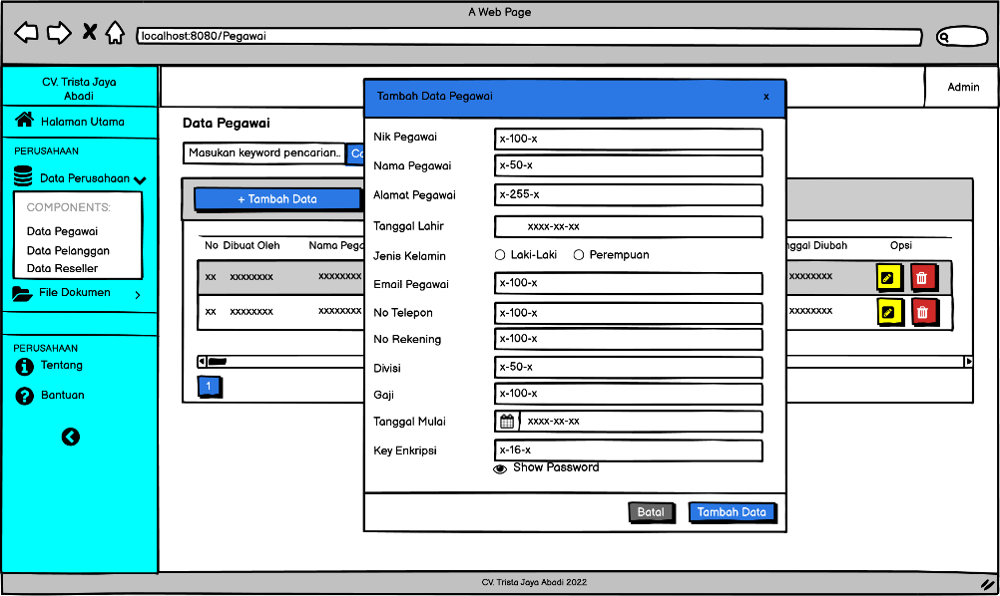 A Web Page
localhost:8080/Pegawai
CV. Trista Jaya
Abadi
Admin
Halaman Utama
PERUSAHAAN
Data Perusahaan
COMPONENTS:
Data Pegawai
Data Pelanggan
Data Reseller
File Dokumen
PERUSAHAAN
Tentang
Bantuan
Data Pegawai
Masukan keyword pencarian..
+ Tambah Data
No Dibuat Oleh
Opsi
xx xxxxxxxx xxxxxxxx xxxxxxxx
xx xxxxxxxx xxxxxxxx xxxxxxxx
1
Tambah Data Pegawai x
Nik Pegawai x-100-x
Nama Pegawai x-50-x
Alamat Pegawai x-255-x
Tanggal Lahir xxxx-xx-xx
Jenis Kelamin Laki-Laki Perempuan
Email Pegawai x-100-x
No Telepon x-100-x
No Rekening x-100-x
Divisi x-50-x
Gaji x-100-x
Tanggal Mulai xxxx-xx-xx
Key Enkripsi x-16-x
Show Password
Batal Tambah Data
CV. Trista Jaya Abadi 2022